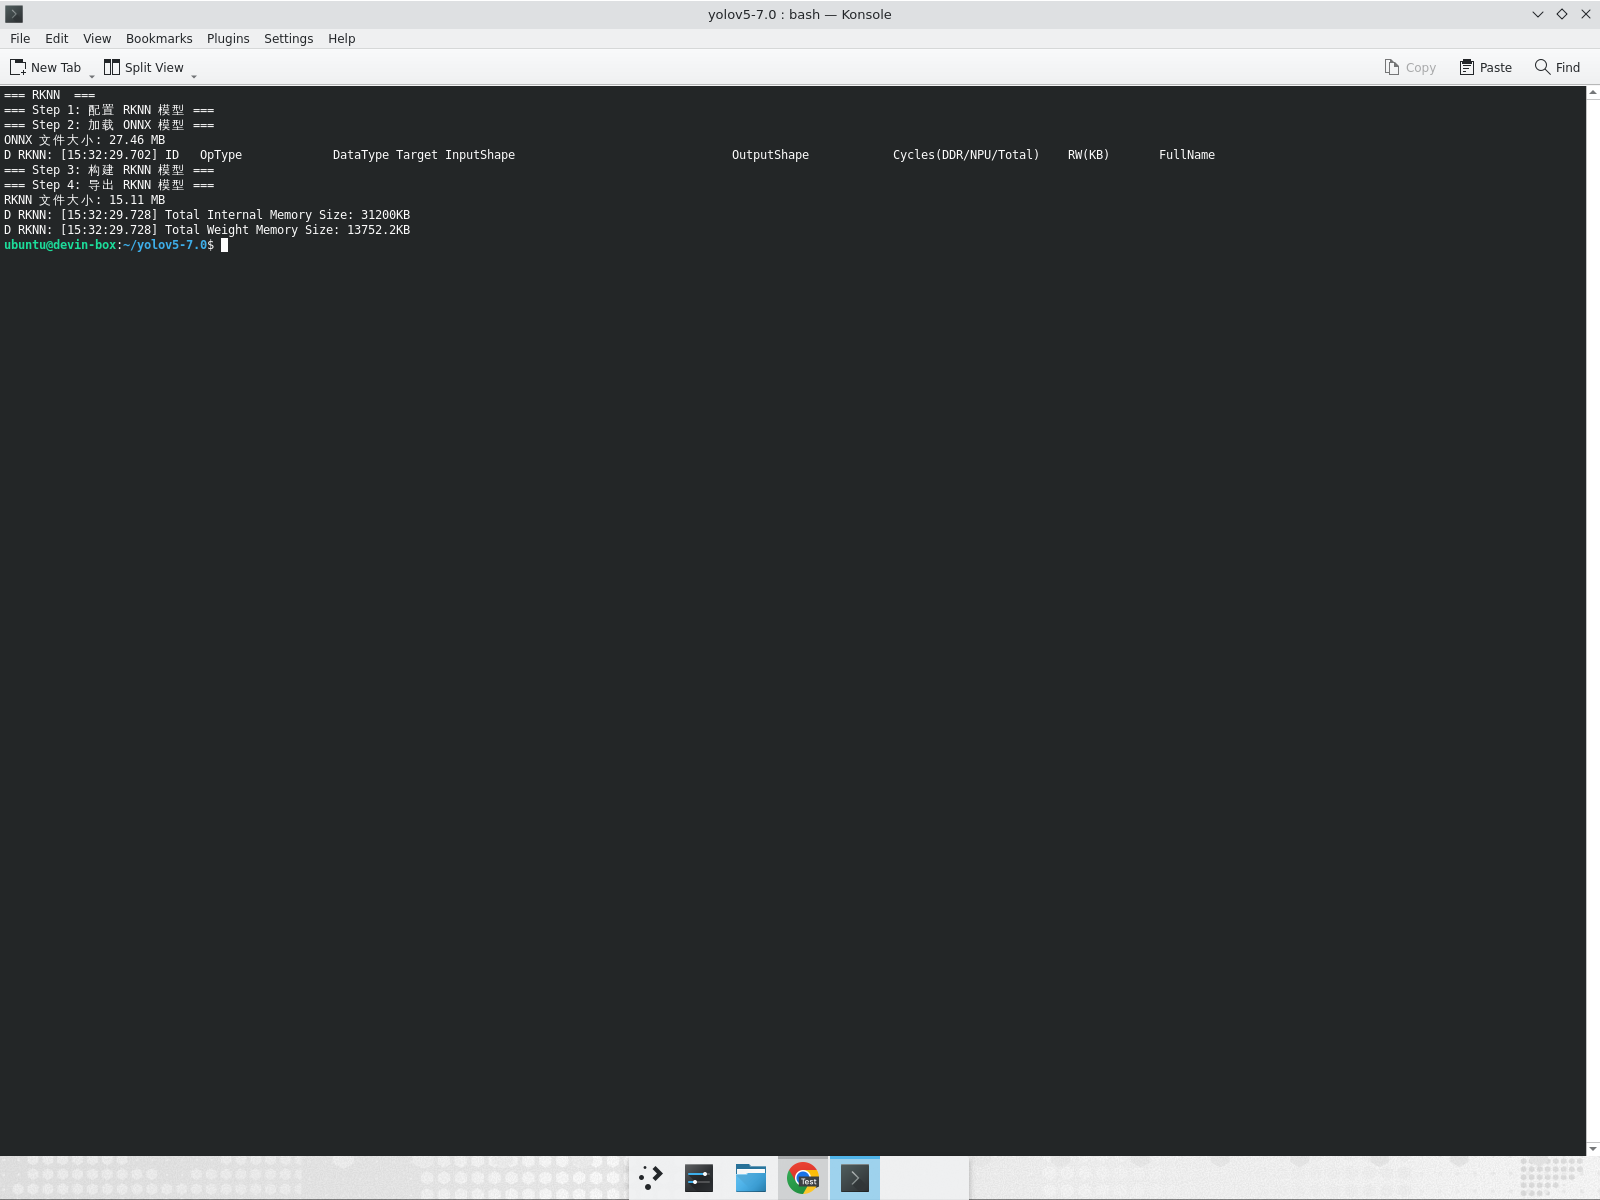 yolov5-7.0 : bash — Konsole
File Edit View Bookmarks Plugins Settings Help
New Tab Split View Copy Paste Find
=== RKNN  ===
=== Step 1: 配置 RKNN 模型 ===
=== Step 2: 加载 ONNX 模型 ===
ONNX 文件大小: 27.46 MB
D RKNN: [15:32:29.702] ID   OpType             DataType Target InputShape                               OutputShape            Cycles(DDR/NPU/Total)    RW(KB)       FullName
=== Step 3: 构建 RKNN 模型 ===
=== Step 4: 导出 RKNN 模型 ===
RKNN 文件大小: 15.11 MB
D RKNN: [15:32:29.728] Total Internal Memory Size: 31200KB
D RKNN: [15:32:29.728] Total Weight Memory Size: 13752.2KB
ubuntu@devin-box:~/yolov5-7.0$
Test